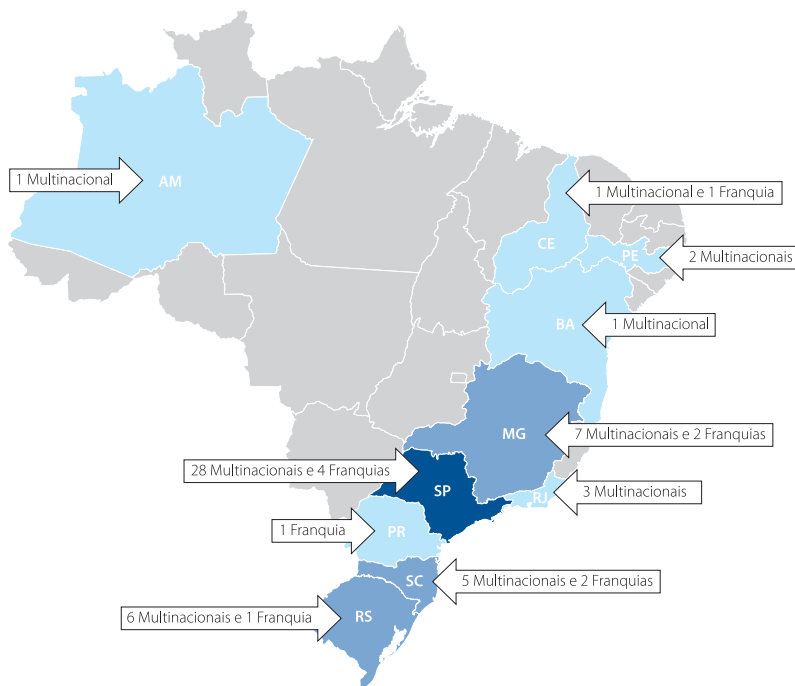 1 Multinacional
AM
1 Multinacional e 1 Franquia
CE
PE
2 Multinacionais
BA
1 Multinacional
MG
7 Multinacionais e 2 Franquias
28 Multinacionais e 4 Franquias
SP
RJ
3 Multinacionais
1 Franquia
PR
SC
5 Multinacionais e 2 Franquias
6 Multinacionais e 1 Franquia
RS